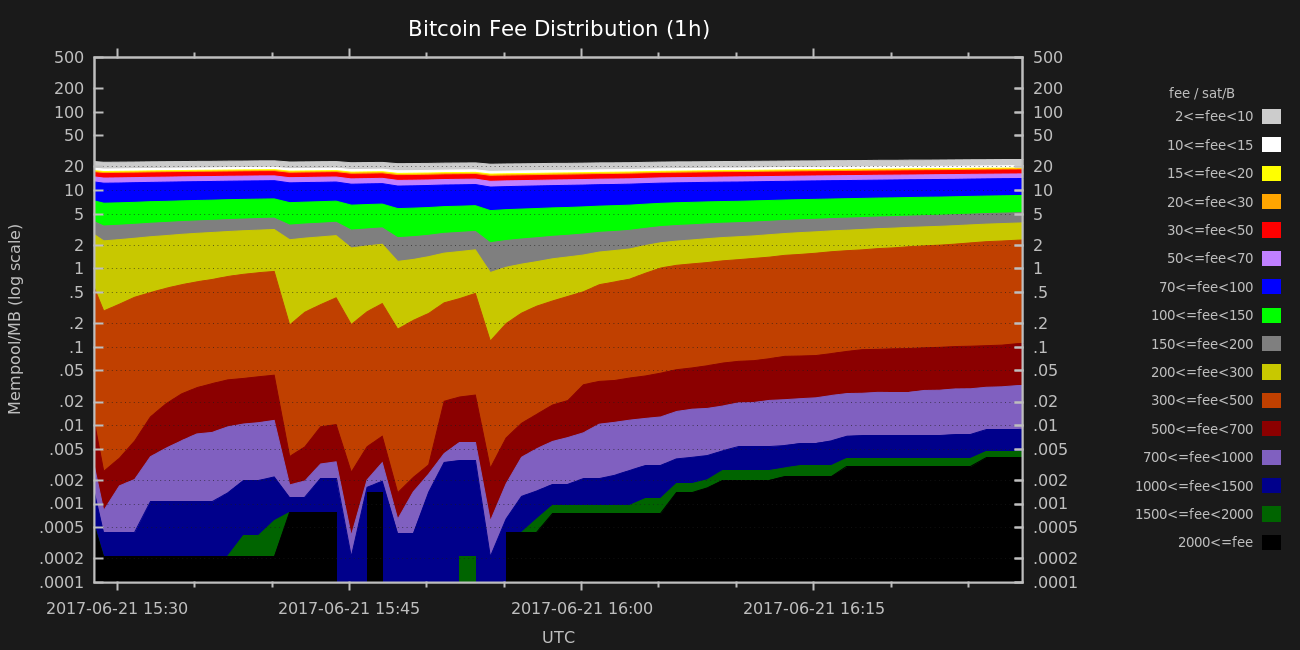 Bitcoin Fee Distribution (1h)
Mempool/MB (log scale)
500
200
100
50
20
10
5
2
1
.5
.2
.1
.05
.02
.01
.005
.002
.001
.0005
.0002
.0001
500
200
100
50
20
10
5
2
1
.5
.2
.1
.05
.02
.01
.005
.002
.001
.0005
.0002
.0001
2017-06-21 15:30
2017-06-21 15:45
2017-06-21 16:00
2017-06-21 16:15
UTC
fee / sat/B
2<=fee<10
10<=fee<15
15<=fee<20
20<=fee<30
30<=fee<50
50<=fee<70
70<=fee<100
100<=fee<150
150<=fee<200
200<=fee<300
300<=fee<500
500<=fee<700
700<=fee<1000
1000<=fee<1500
1500<=fee<2000
2000<=fee